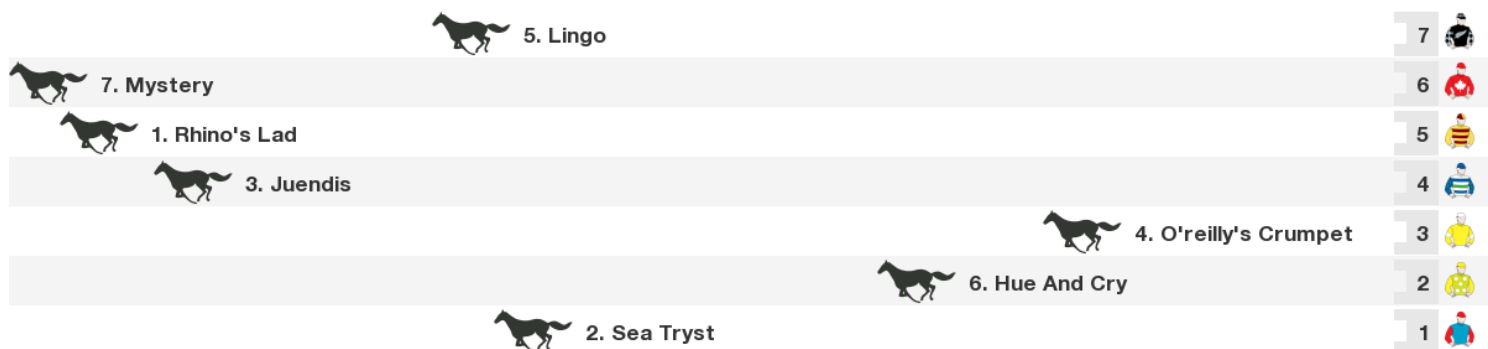 5. Lingo 7
7. Mystery 6
1. Rhino's Lad 5
3. Juendis 4
4. O'reilly's Crumpet 3
6. Hue And Cry 2
2. Sea Tryst 1